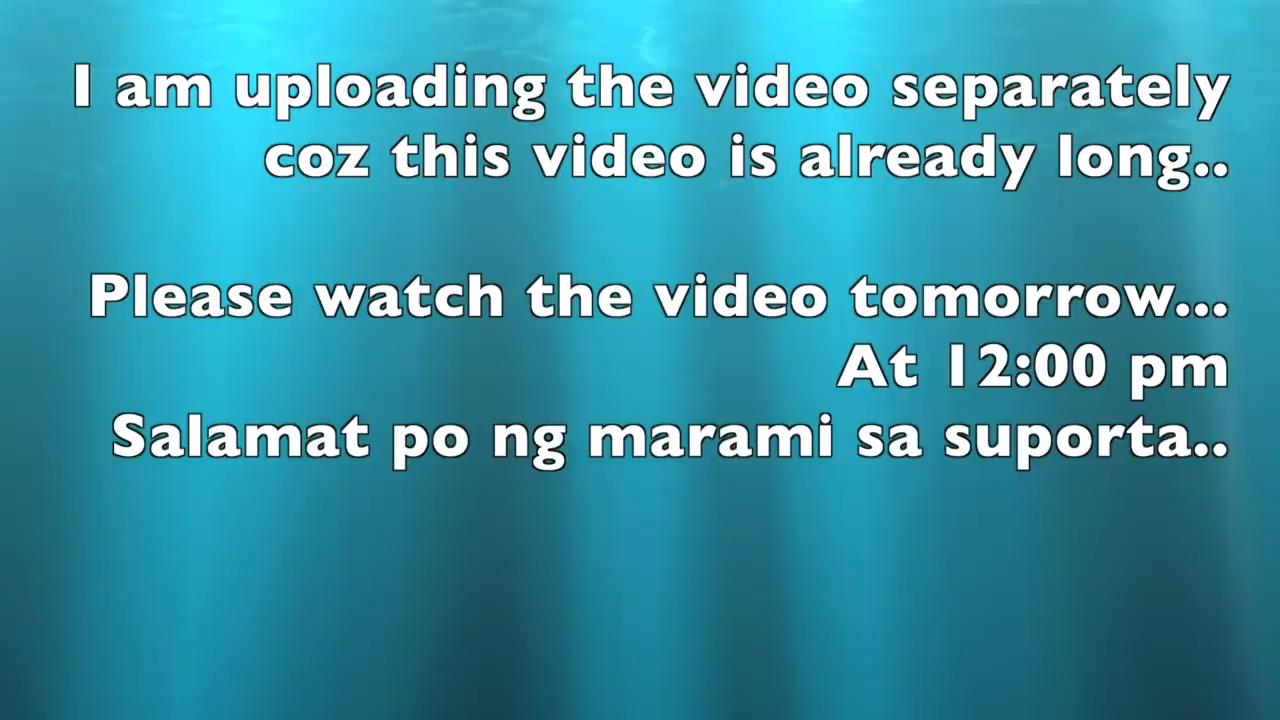 I am uploading the video separately
coz this video is already long..
Please watch the video tomorrow...
At 12:00 pm
Salamat po ng marami sa suporta..